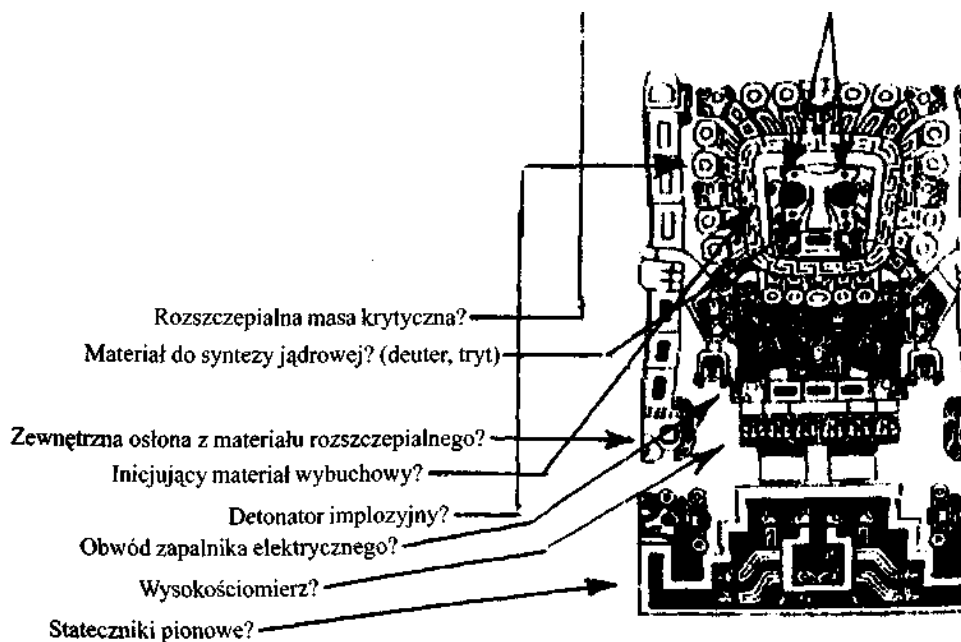 Rozszczepialna masa krytyczna?
Materiał do syntezy jądrowej? (deuter, tryt)
Zewnętrzna osłona z materiału rozszczepialnego?
Inicjujący materiał wybuchowy?
Detonator implozyjny?
Obwód zapalnika elektrycznego?
Wysokościomierz?
Stateczniki pionowe?